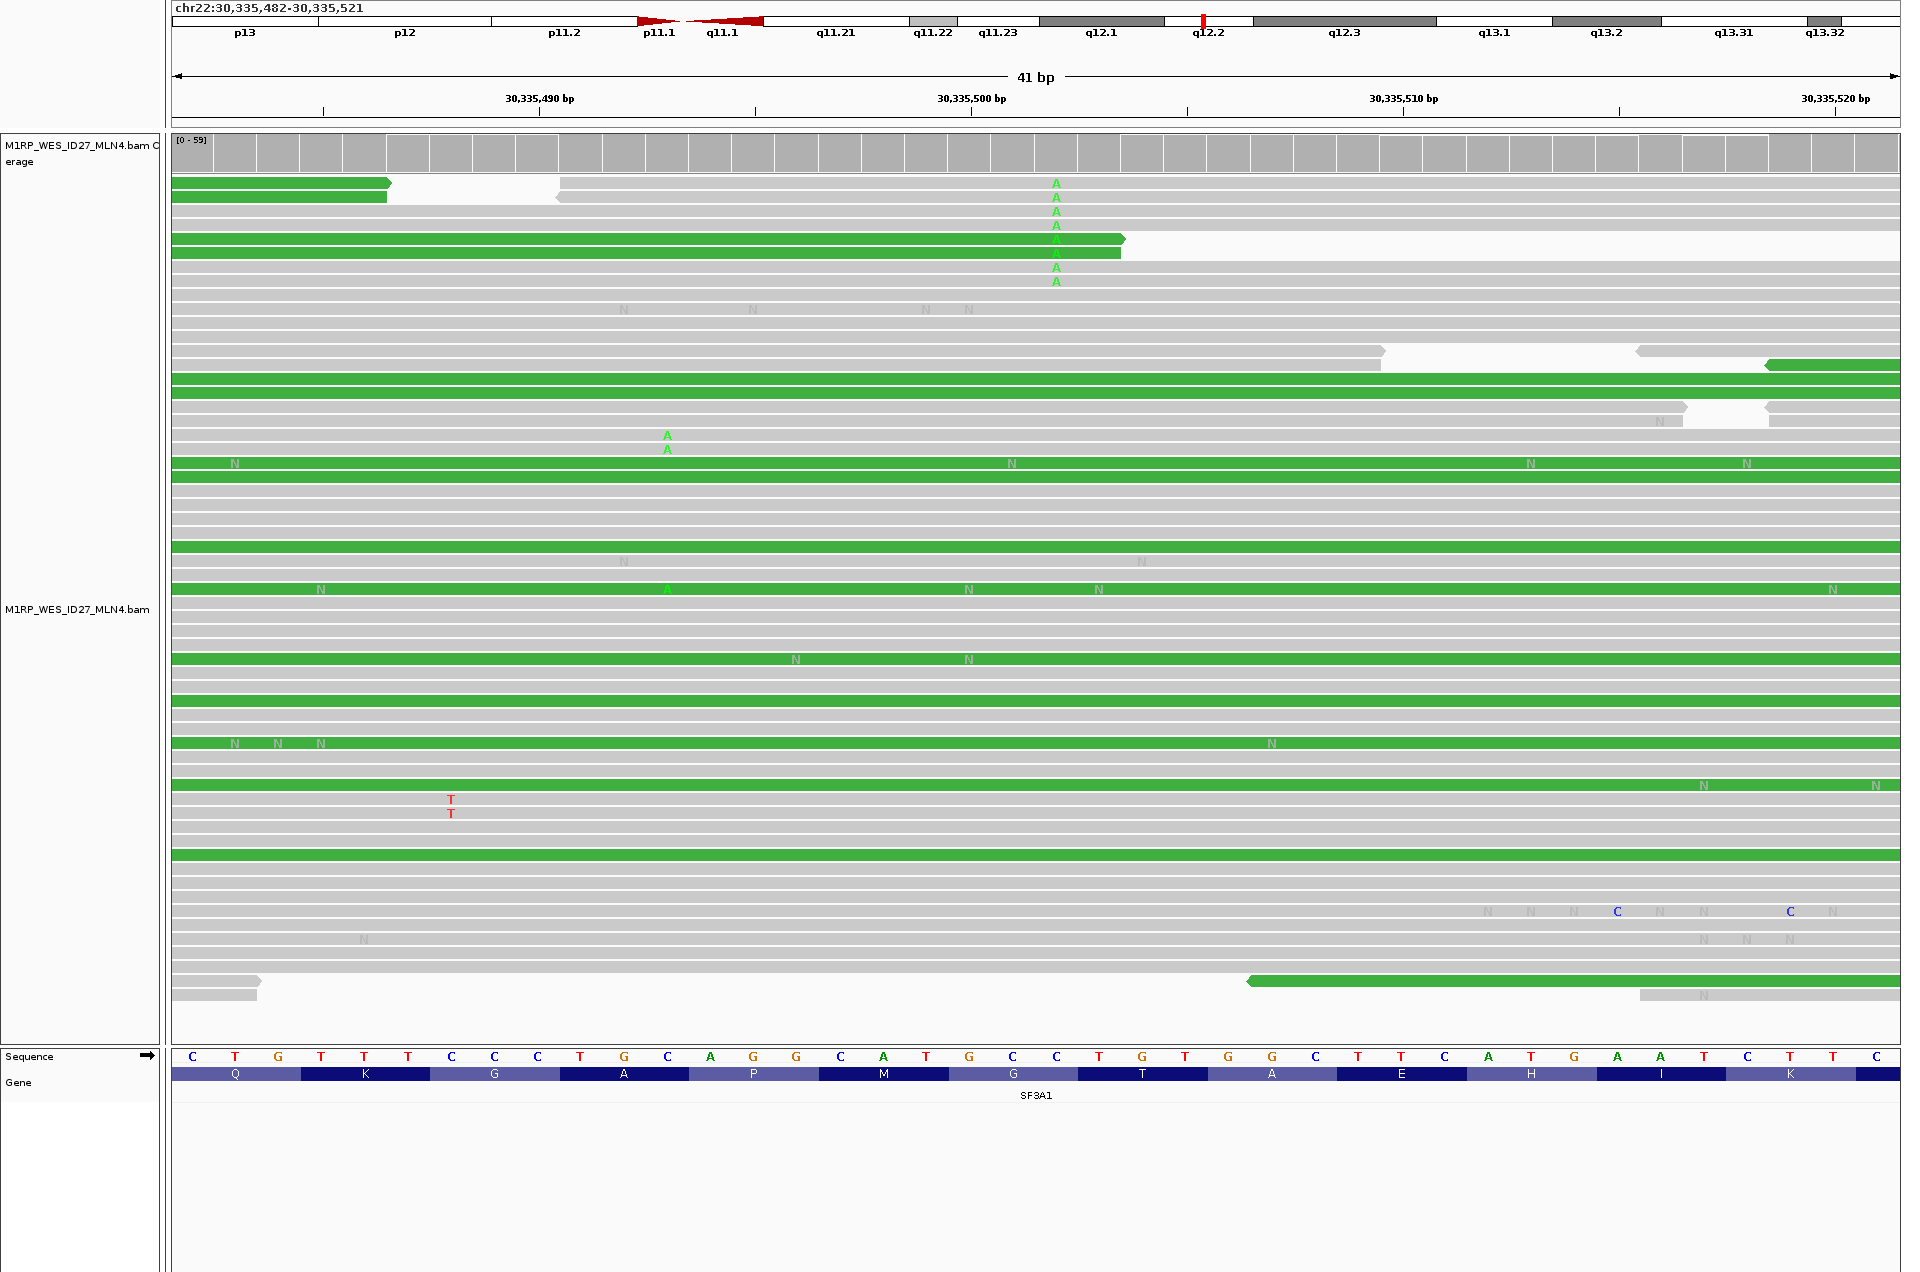 chr22:30,335,482-30,335,521
p13 p12 p11.2 p11.1 q11.1 q11.21 q11.22 q11.23 q12.1 q12.2 q12.3 q13.1 q13.2 q13.31 q13.32
41 bp
30,335,490 bp 30,335,500 bp 30,335,510 bp 30,335,520 bp
M1RP_WES_ID27_MLN4.bam C
erage
[0 - 59]
A
A
A
A
A
A
A
A
N N N N
N
A
A
N N N N
N N
N A N N N
M1RP_WES_ID27_MLN4.bam
N N
N N N N
N N
T
T
N N N C N N C N
N N N N
N
Sequence C T G T T T C C C T G C A G G C A T G C C T G T G G C T T C A T G A A T C T T C
Gene Q K G A P M G T A E H I K
SF3A1